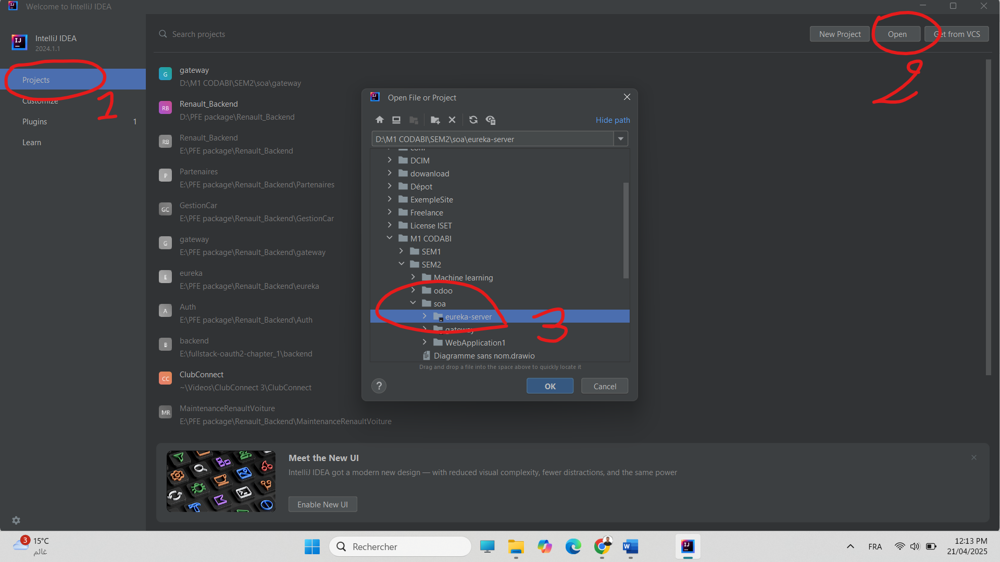 Welcome to IntelliJ IDEA
IntelliJ IDEA
2024.1.1
Projects
Customize
Plugins 1
Learn
1
Search projects
New Project
Open
Get from VCS
2
gateway
D:\M1 CODABI\SEM2\soa\gateway
Renault_Backend
D:\PFE package\Renault_Backend
Renault_Backend
E:\PFE package\Renault_Backend
Partenaires
E:\PFE package\Renault_Backend\Partenaires
GestionCar
E:\PFE package\Renault_Backend\GestionCar
gateway
E:\PFE package\Renault_Backend\gateway
eureka
E:\PFE package\Renault_Backend\eureka
Auth
E:\PFE package\Renault_Backend\Auth
backend
E:\fullstack-oauth2-chapter_1\backend
ClubConnect
~\Videos\ClubConnect 3\ClubConnect
MaintenanceRenaultVoiture
E:\PFE package\Renault_Backend\MaintenanceRenaultVoiture
G
RB
RB
P
GC
G
E
A
B
CC
MR
Open File or Project
Hide path
D:\M1 CODABI\SEM2\soa\eureka-server
DCIM
dowanload
Dépot
ExempleSite
Freelance
License ISET
M1 CODABI
SEM1
SEM2
Machine learning
odoo
soa
eureka-server
gateway
WebApplication1
Diagramme sans nom.drawio
3
Drag and drop a file into the space above to quickly locate it
?
OK
Cancel
Meet the New UI
IntelliJ IDEA got a modern new design — with reduced visual complexity, fewer distractions, and the same power
Enable New UI
3
15°C
غائم
Rechercher
FRA
12:13 PM
21/04/2025